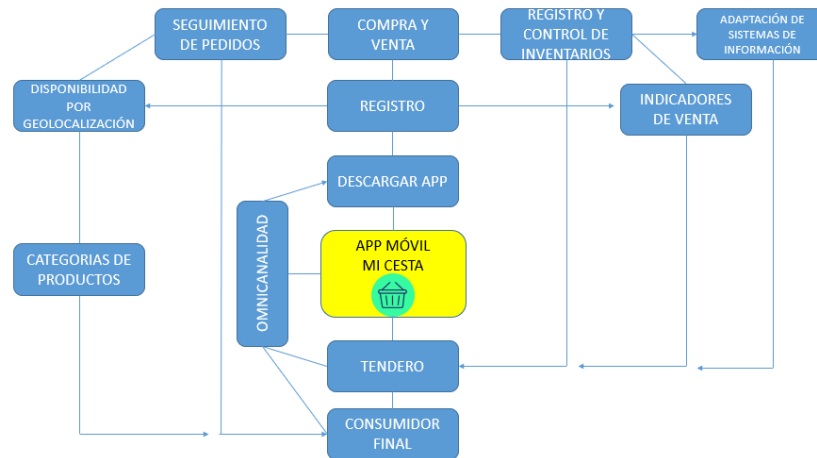 SEGUIMIENTO
DE PEDIDOS
COMPRA Y
VENTA
REGISTRO Y
CONTROL DE
INVENTARIOS
ADAPTACIÓN DE
SISTEMAS DE
INFORMACIÓN
DISPONIBILIDAD
POR
GEOLOCALIZACIÓN
REGISTRO
INDICADORES
DE VENTA
DESCARGAR APP
OMNICANALIDAD
APP MÓVIL
MI CESTA
CATEGORIAS DE
PRODUCTOS
TENDERO
CONSUMIDOR
FINAL